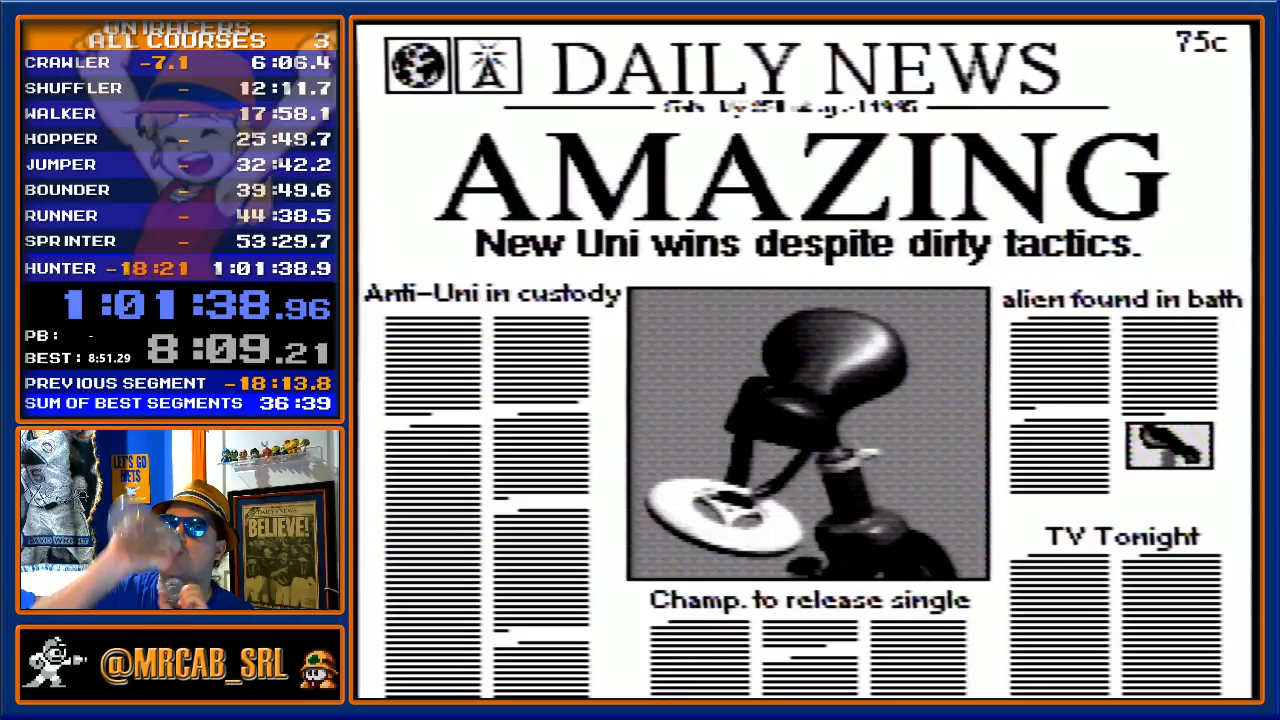 UNIRACERS
ALL COURSES 3
CRAWLER -7.1 6:06.4
SHUFFLER - 12:11.7
WALKER - 17:58.1
HOPPER - 25:49.7
JUMPER - 32:42.2
BOUNDER - 39:49.6
RUNNER - 44:38.5
SPRINTER - 53:29.7
HUNTER -18:21 1:01:38.9
1:01:38.96
PB: -
BEST: 8:51.29
8:09.21
PREVIOUS SEGMENT -18:13.8
SUM OF BEST SEGMENTS 36:39
LET'S GO
METS
DAILY NEWS
BELIEVE!
@MRCAB_SRL
75c
DAILY NEWS
AMAZING
New Uni wins despite dirty tactics.
Anti-Uni in custody
alien found in bath
TV Tonight
Champ. to release single